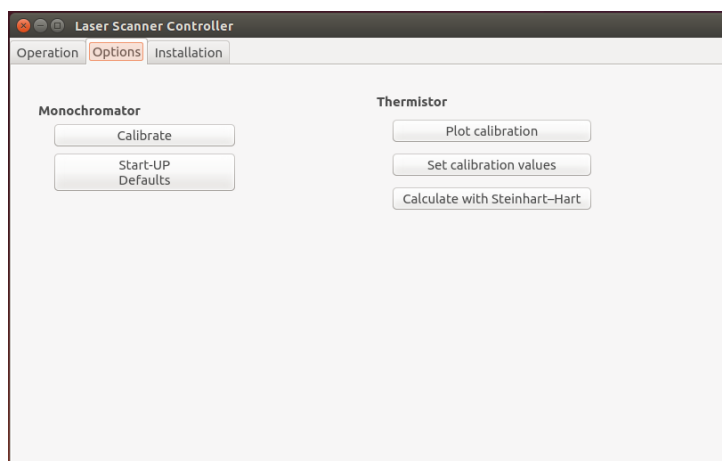 Laser Scanner Controller
Operation Options Installation
Monochromator
Calibrate
Start-UP
Defaults
Thermistor
Plot calibration
Set calibration values
Calculate with Steinhart–Hart